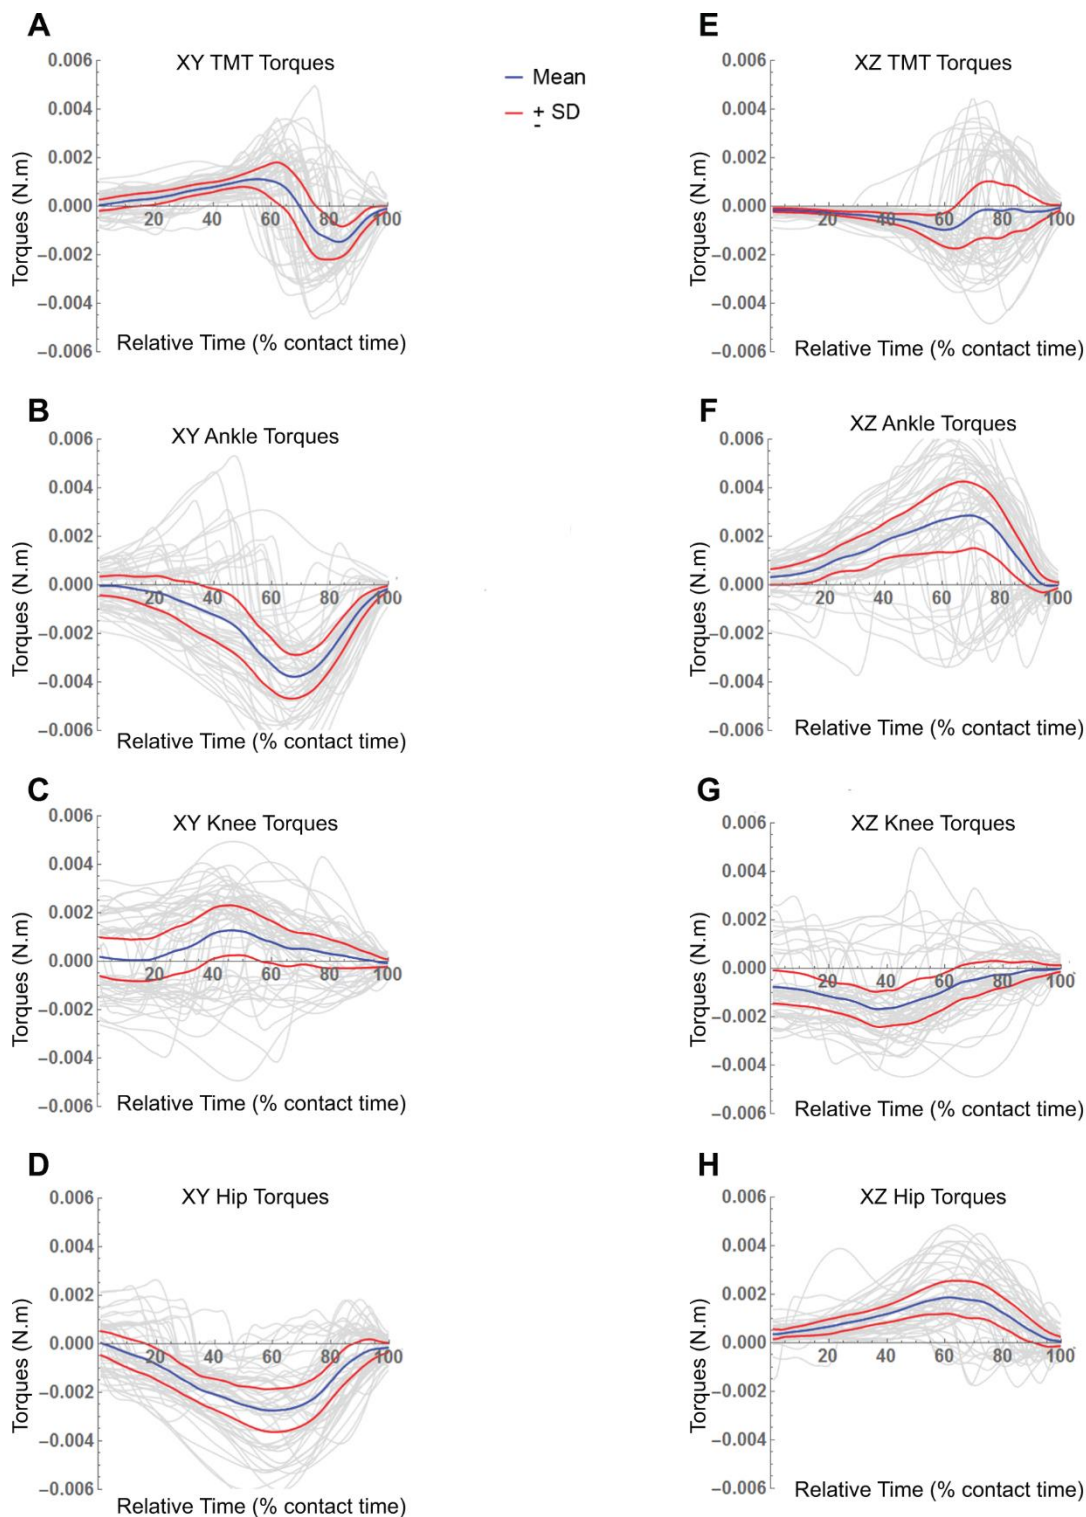 A
XY TMT Torques
0.006
0.004
0.002
0.000
−0.002
−0.004
−0.006
20
40
60
80
100
Torques (N.m)
Relative Time (% contact time)
Mean
+ SD
-
E
XZ TMT Torques
0.006
0.004
0.002
0.000
−0.002
−0.004
−0.006
20
40
60
80
100
Torques (N.m)
Relative Time (% contact time)
B
XY Ankle Torques
0.006
0.004
0.002
0.000
−0.002
−0.004
−0.006
20
40
60
80
100
Torques (N.m)
Relative Time (% contact time)
F
XZ Ankle Torques
0.006
0.004
0.002
0.000
−0.002
−0.004
−0.006
20
40
60
80
100
Torques (N.m)
Relative Time (% contact time)
C
XY Knee Torques
0.006
0.004
0.002
0.000
−0.002
−0.004
−0.006
20
40
60
80
100
Torques (N.m)
Relative Time (% contact time)
G
XZ Knee Torques
0.006
0.004
0.002
0.000
−0.002
−0.004
−0.006
20
40
60
80
100
Torques (N.m)
Relative Time (% contact time)
D
XY Hip Torques
0.006
0.004
0.002
0.000
−0.002
−0.004
−0.006
20
40
60
80
100
Torques (N.m)
Relative Time (% contact time)
H
XZ Hip Torques
0.006
0.004
0.002
0.000
−0.002
−0.004
−0.006
20
40
60
80
100
Torques (N.m)
Relative Time (% contact time)